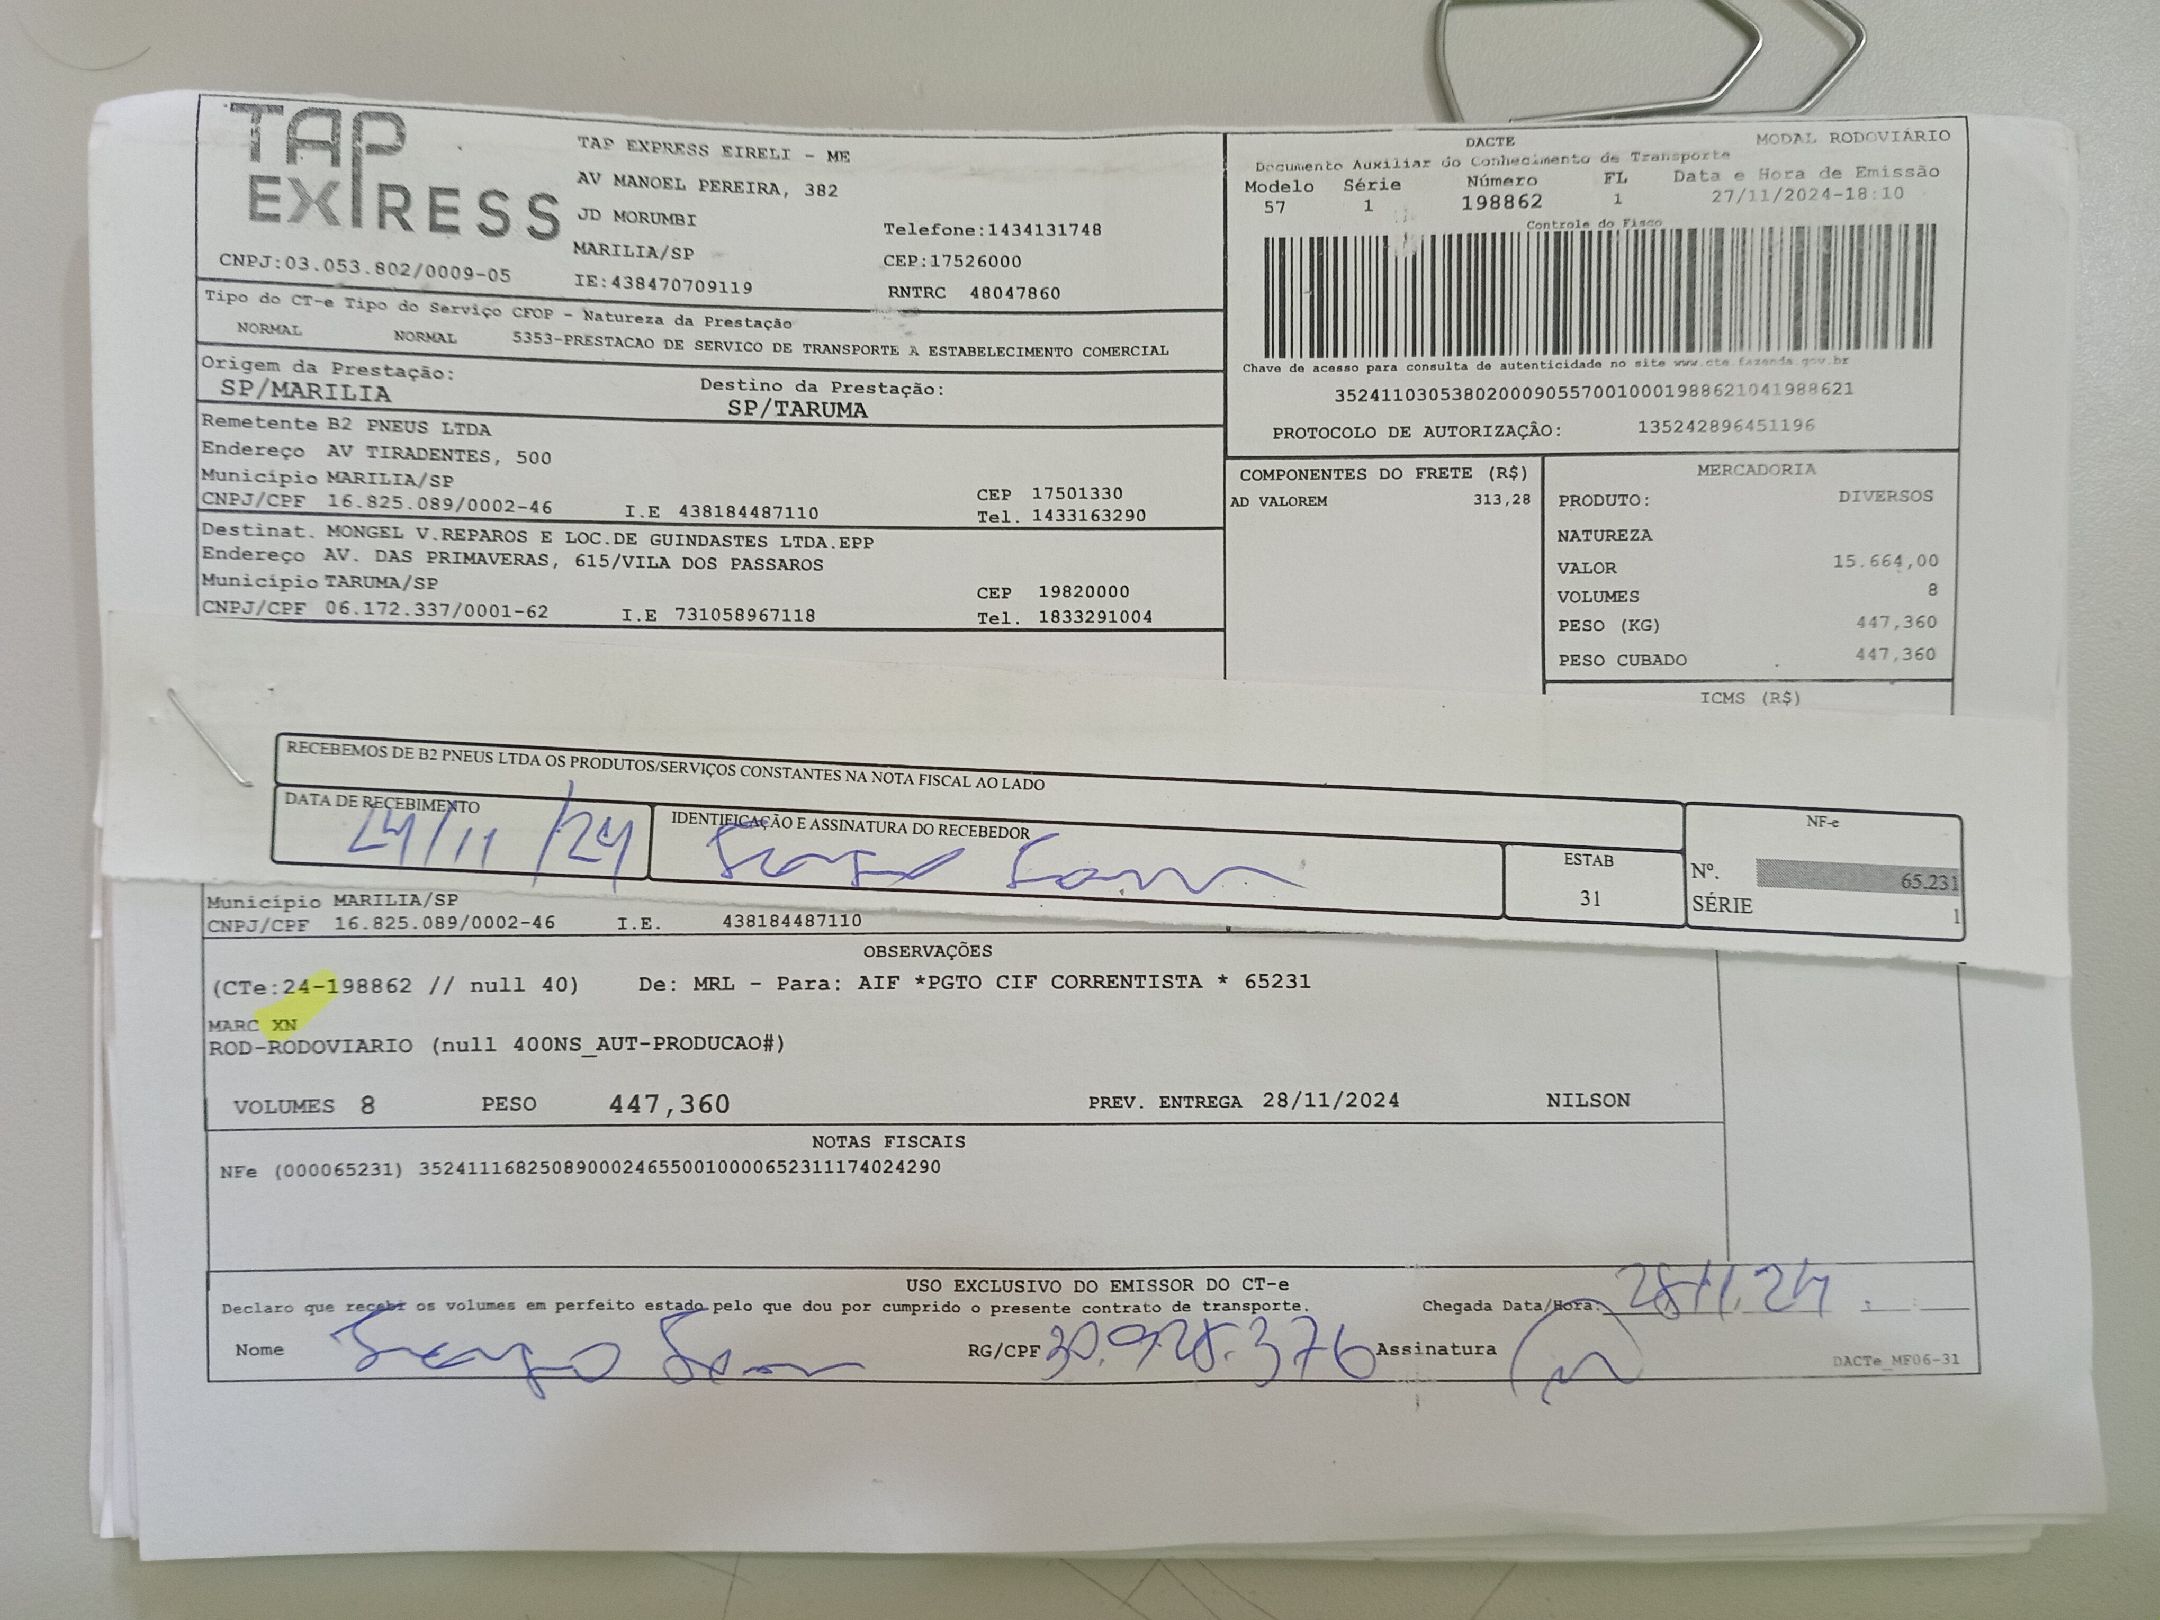 TAP EXPRESS
TAP EXPRESS EIRELI - ME
AV MANOEL PEREIRA, 382
JD MORUMBI
MARILIA/SP
IE:438470709119
Telefone:1434131748
CEP:17526000
RNTRC 48047860
CNPJ:03.053.802/0009-05
DACTE MODAL RODOVIÁRIO
Documento Auxiliar do Conhecimento de Transporte
Modelo Série Número FL Data e Hora de Emissão
57 1 198862 1 27/11/2024-18:10
Controle do Fisco
Chave de acesso para consulta de autenticidade no site www.cte.fazenda.gov.br
35241103053802000905570010001988621041988621
PROTOCOLO DE AUTORIZAÇÂO: 135242896451196
Tipo do CT-e Tipo do Serviço CFOP - Natureza da Prestação
NORMAL NORMAL 5353-PRESTACAO DE SERVICO DE TRANSPORTE A ESTABELECIMENTO COMERCIAL
Origem da Prestação: Destino da Prestação:
SP/MARILIA SP/TARUMA
Remetente B2 PNEUS LTDA
Endereço AV TIRADENTES, 500
Município MARILIA/SP CEP 17501330
CNPJ/CPF 16.825.089/0002-46 I.E 438184487110 Tel. 1433163290
Destinat. MONGEL V.REPAROS E LOC.DE GUINDASTES LTDA.EPP
Endereço AV. DAS PRIMAVERAS, 615/VILA DOS PASSAROS
Município TARUMA/SP CEP 19820000
CNPJ/CPF 06.172.337/0001-62 I.E 731058967118 Tel. 1833291004
COMPONENTES DO FRETE (R$)
AD VALOREM 313,28
MERCADORIA
PRODUTO: DIVERSOS
NATUREZA
VALOR 15.664,00
VOLUMES 8
PESO (KG) 447,360
PESO CUBADO 447,360
ICMS (R$)
RECEBEMOS DE B2 PNEUS LTDA OS PRODUTOS/SERVIÇOS CONSTANTES NA NOTA FISCAL AO LADO
DATA DE RECEBIMENTO
/11/24
IDENTIFICAÇÃO E ASSINATURA DO RECEBEDOR
ESTAB
31
NF-e
Nº. 65.231
SÉRIE 1
Município MARILIA/SP
CNPJ/CPF 16.825.089/0002-46 I.E. 438184487110
OBSERVAÇÕES
(CTe:24-198862 // null 40) De: MRL - Para: AIF *PGTO CIF CORRENTISTA * 65231
MARC XN
ROD-RODOVIARIO (null 400NS_AUT-PRODUCAO#)
VOLUMES 8 PESO 447,360 PREV. ENTREGA 28/11/2024 NILSON
NOTAS FISCAIS
NFe (000065231) 35241116825089000246550010000652311174024290
USO EXCLUSIVO DO EMISSOR DO CT-e
Declaro que recebi os volumes em perfeito estado pelo que dou por cumprido o presente contrato de transporte.
Chegada Data/Hora: 28/11.24
Nome RG/CPF 30.928.376 Assinatura
DACTe_MF06-31